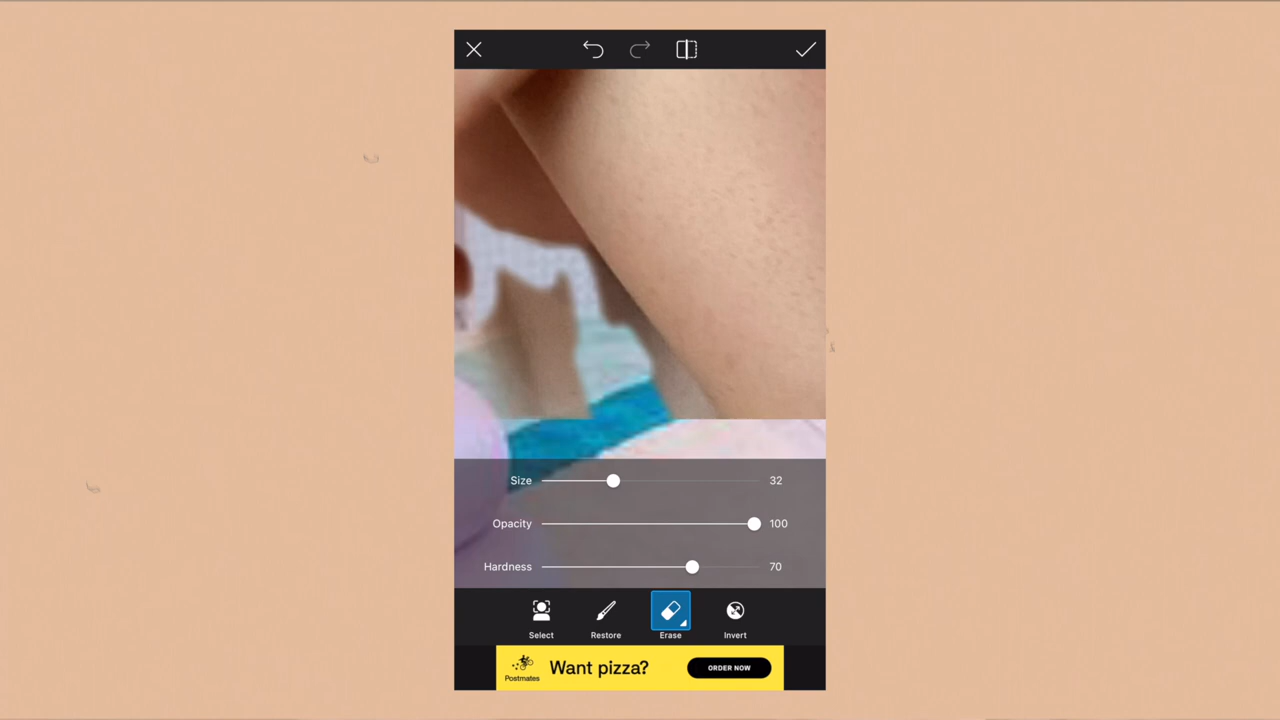 Size 32
Opacity 100
Hardness 70
Select Restore Erase Invert
Postmates Want pizza? ORDER NOW